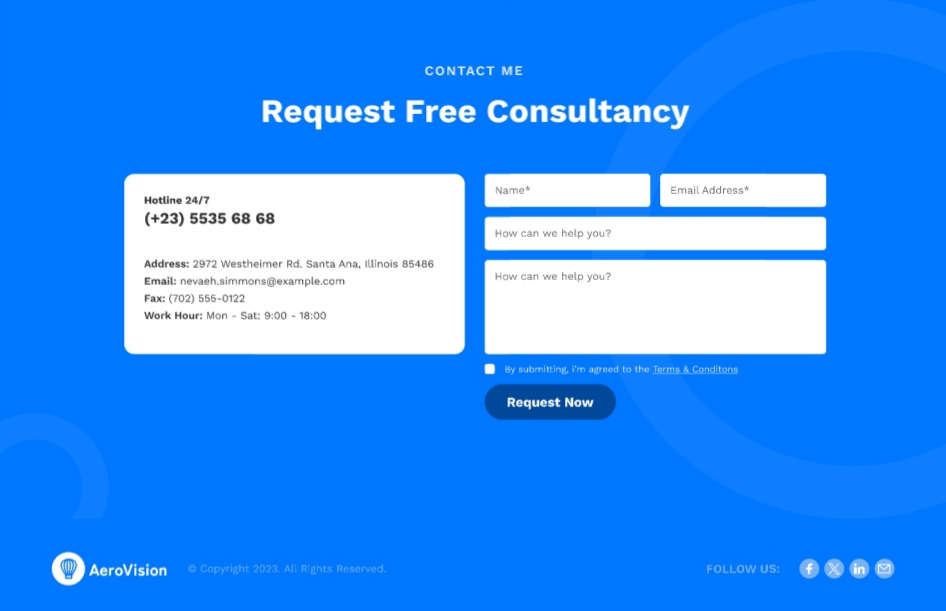 CONTACT ME
Request Free Consultancy
Hotline 24/7
(+23) 5535 68 68
Address: 2972 Westheimer Rd. Santa Ana, Illinois 85486
Email: nevaeh.simmons@example.com
Fax: (702) 555-0122
Work Hour: Mon - Sat: 9:00 - 18:00
Name*
Email Address*
How can we help you?
How can we help you?
By submitting, i'm agreed to the Terms & Conditons
Request Now
AeroVision
© Copyright 2023. All Rights Reserved.
FOLLOW US: